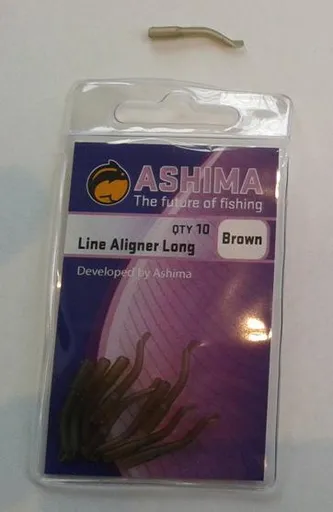 ASHIMA
The future of fishing
QTY 10
Line Aligner Long
Brown
Developed by Ashima